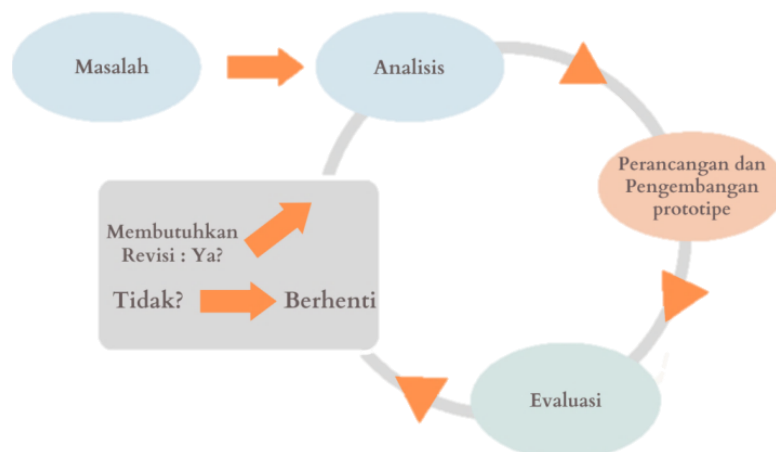 Masalah
Analisis
Perancangan dan
Pengembangan
prototipe
Membutuhkan
Revisi : Ya?
Tidak?
Berhenti
Evaluasi